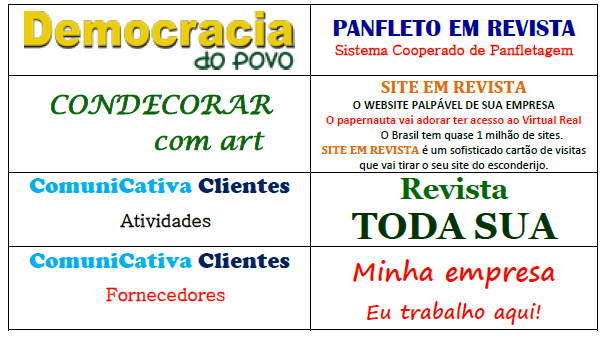 Democracia
do POVO
PANFLETO EM REVISTA
Sistema Cooperado de Panfletagem
CONDECORAR
com art
SITE EM REVISTA
O WEBSITE PALPÁVEL DE SUA EMPRESA
O papernauta vai adorar ter acesso ao Virtual Real
O Brasil tem quase 1 milhão de sites.
SITE EM REVISTA é um sofisticado cartão de visitas
que vai tirar o seu site do esconderijo.
ComuniCativa Clientes
Atividades
Revista
TODA SUA
ComuniCativa Clientes
Fornecedores
Minha empresa
Eu trabalho aqui!